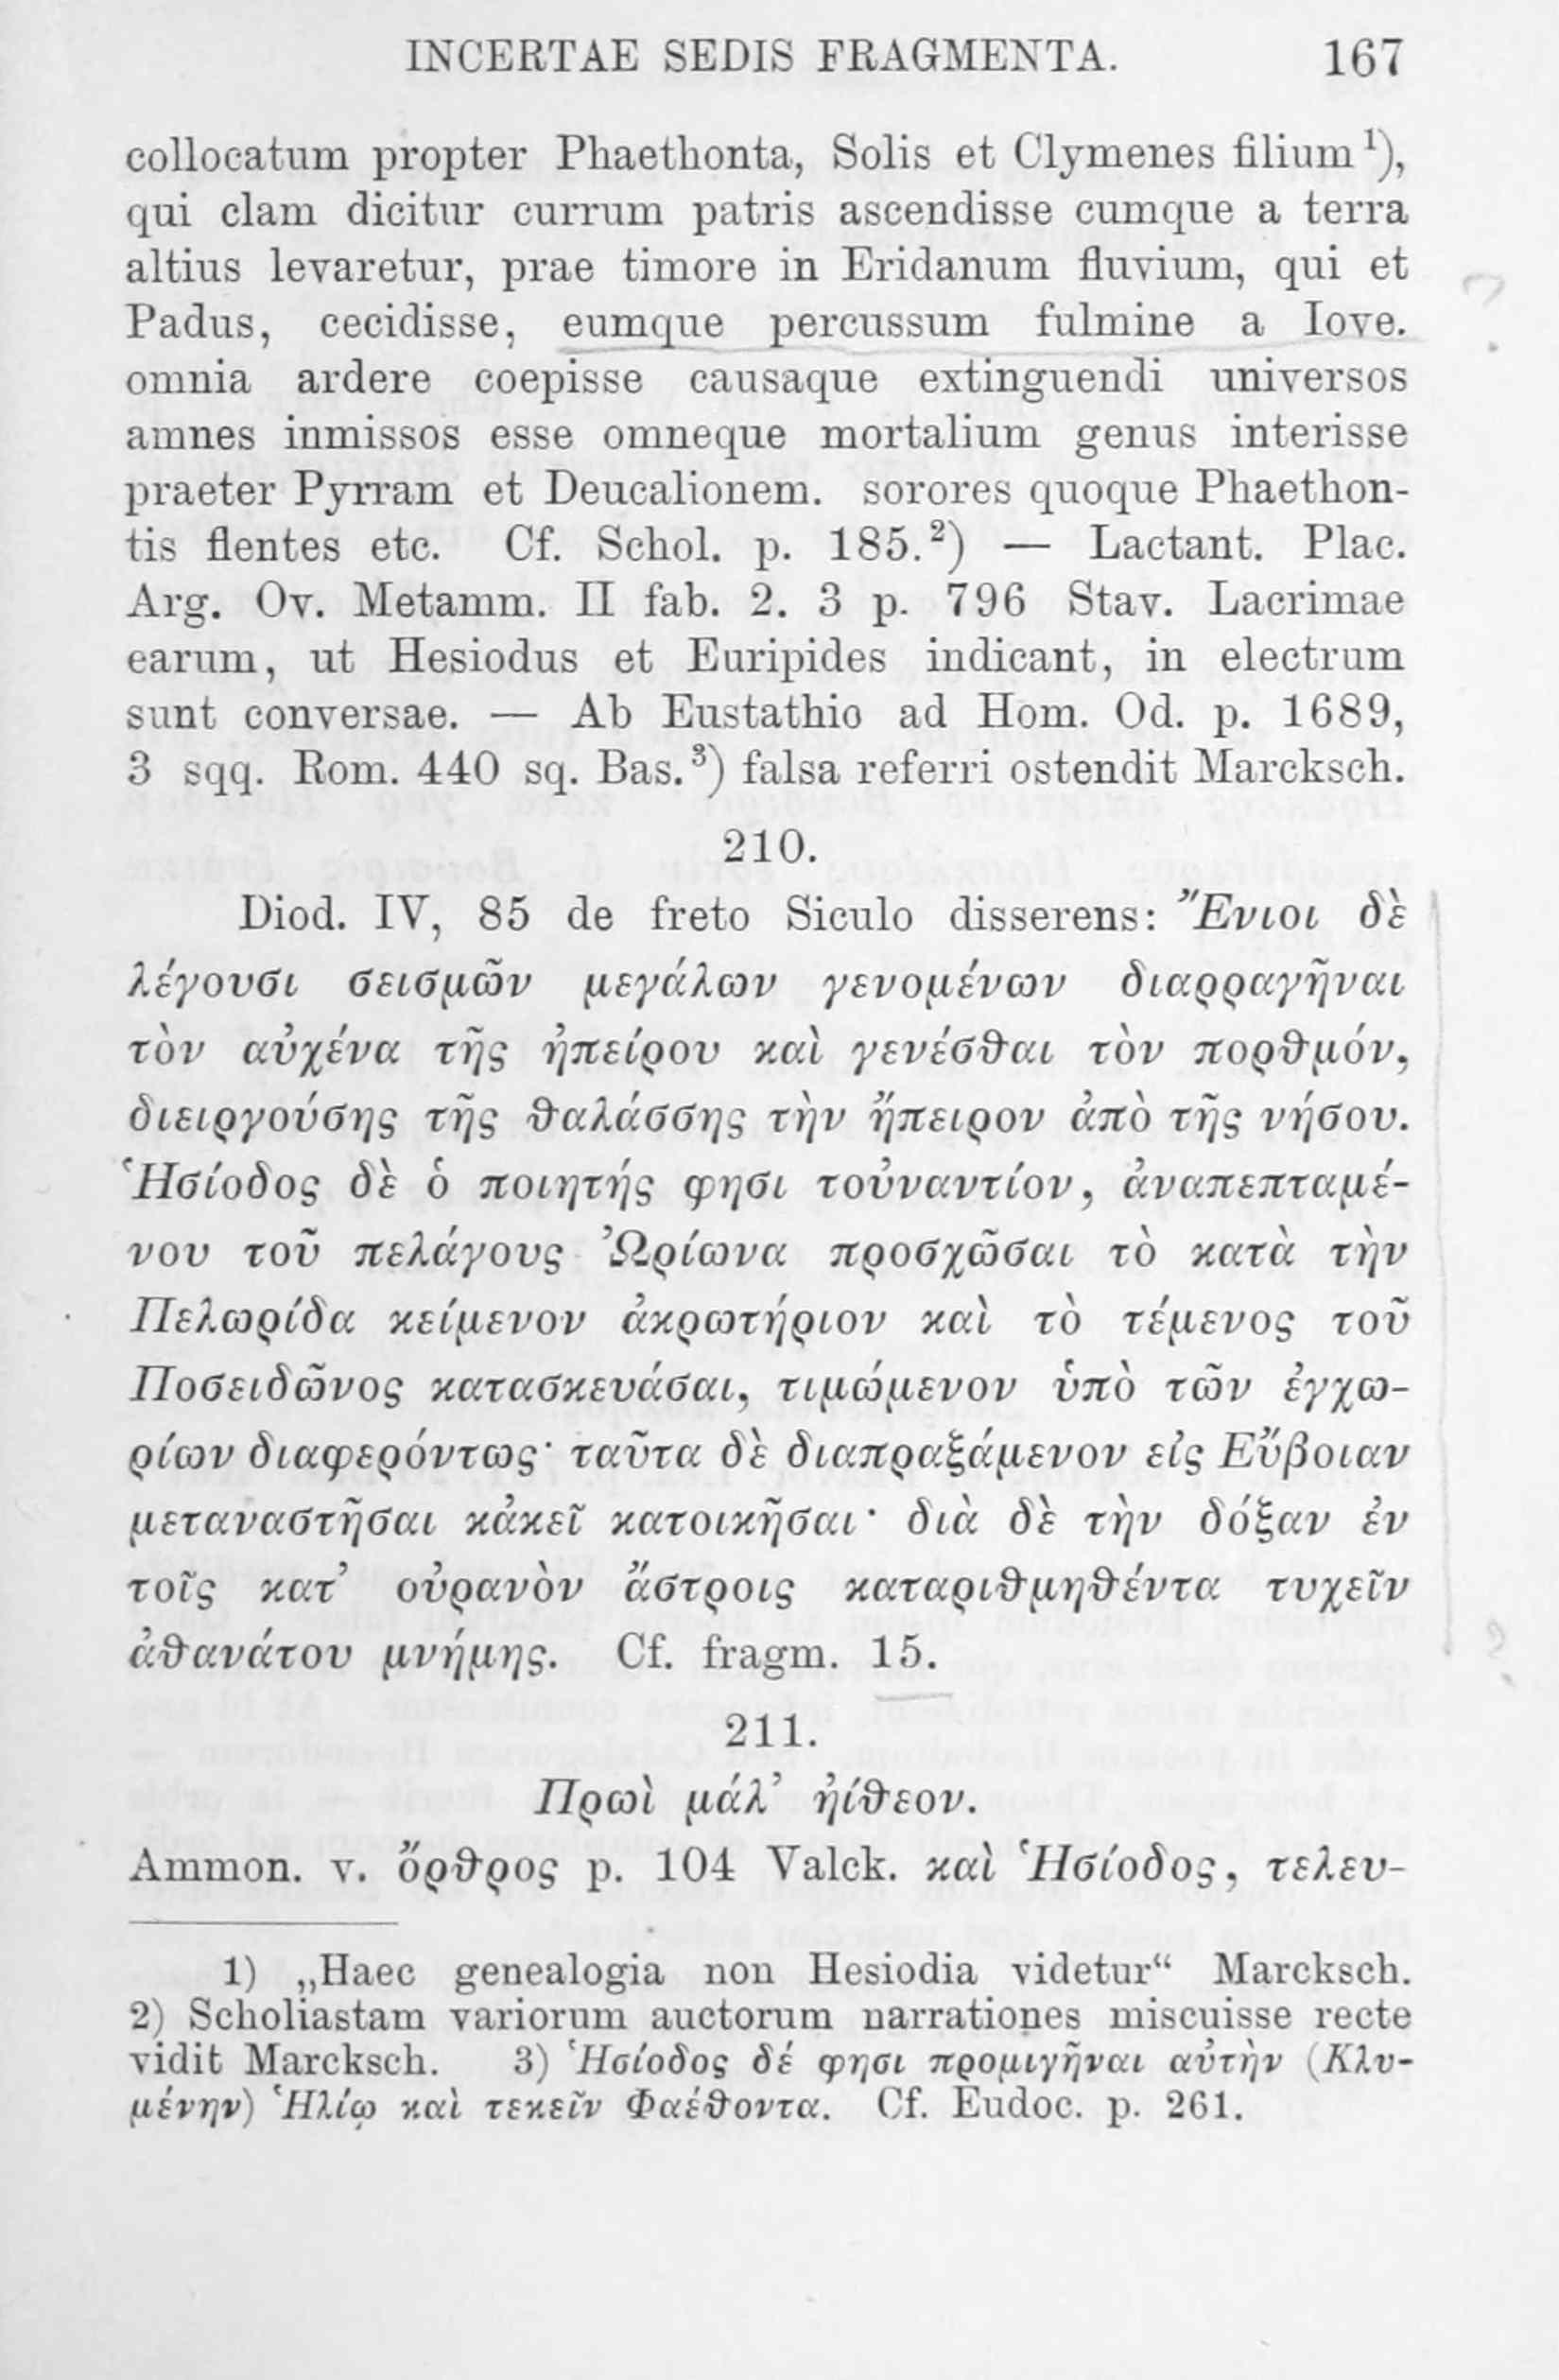 INCERTAE SEDIS FRAGMENTA. 167
collocatum propter Phaethonta, Solis et Clymenes filium ¹),
qui clam dicitur currum patris ascendisse cumque a terra
altius levaretur, prae timore in Eridanum fluvium, qui et
Padus, cecidisse, eumque percussum fulmine a Iove.
omnia ardere coepisse causaque extinguendi universos
amnes inmissos esse omneque mortalium genus interisse
praeter Pyrram et Deucalionem. sorores quoque Phaethon-
tis flentes etc. Cf. Schol. p. 185.²) — Lactant. Plac.
Arg. Ov. Metamm. II fab. 2. 3 p. 796 Stav. Lacrimae
earum, ut Hesiodus et Euripides indicant, in electrum
sunt conversae. — Ab Eustathio ad Hom. Od. p. 1689,
3 sqq. Rom. 440 sq. Bas.³) falsa referri ostendit Marcksch.
210.
Diod. IV, 85 de freto Siculo disserens: Ἔνιοι δὲ
λέγουσι σεισμῶν μεγάλων γενομένων διαρραγῆναι
τὸν αὐχένα τῆς ἠπείρου καὶ γενέσθαι τὸν πορθμόν,
διειργούσης τῆς θαλάσσης τὴν ἤπειρον ἀπὸ τῆς νήσου.
Ἡσίοδος δὲ ὁ ποιητής φησι τοὐναντίον, ἀναπεπταμέ-
νου τοῦ πελάγους Ὠρίωνα προσχῶσαι τὸ κατὰ τὴν
Πελωρίδα κείμενον ἀκρωτήριον καὶ τὸ τέμενος τοῦ
Ποσειδῶνος κατασκευάσαι, τιμώμενον ὑπὸ τῶν ἐγχω-
ρίων διαφερόντως· ταῦτα δὲ διαπραξάμενον εἰς Εὔβοιαν
μεταναστῆσαι κἀκεῖ κατοικῆσαι· διὰ δὲ τὴν δόξαν ἐν
τοῖς κατ’ οὐρανὸν ἄστροις καταριθμηθέντα τυχεῖν
ἀθανάτου μνήμης. Cf. fragm. 15.
211.
Πρωὶ μάλ’ ἠίθεον.
Ammon. v. ὄρθρος p. 104 Valck. καὶ Ἡσίοδος, τελευ-
1) „Haec genealogia non Hesiodia videtur“ Marcksch.
2) Scholiastam variorum auctorum narrationes miscuisse recte
vidit Marcksch. 3) Ἡσίοδος δέ φησι προμιγῆναι αὐτὴν (Κλυ-
μένην) Ἡλίῳ καὶ τεκεῖν Φαέθοντα. Cf. Eudoc. p. 261.